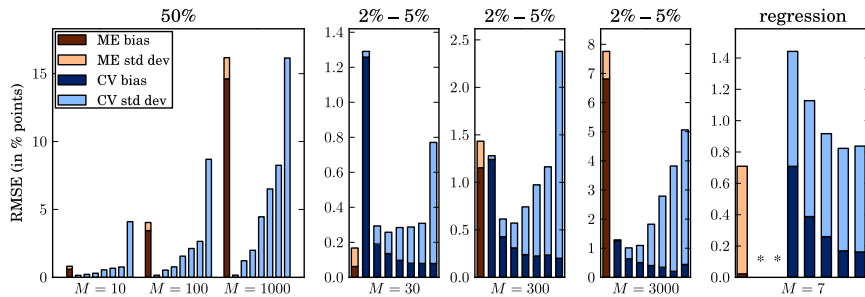 50%
2% − 5%
2% − 5%
2% − 5%
regression
RMSE (in % points)
ME bias
ME std dev
CV bias
CV std dev
15
10
5
0
M = 10
M = 100
M = 1000
1.4
1.2
1.0
0.8
0.6
0.4
0.2
0.0
M = 30
2.5
2.0
1.5
1.0
0.5
0.0
M = 300
8
7
6
5
4
3
2
1
0
M = 3000
1.4
1.2
1.0
0.8
0.6
0.4
0.2
0.0
* *
M = 7